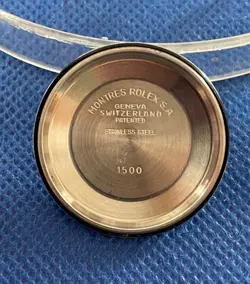 MONTRES ROLEX S.A
GENEVA
SWITZERLAND
PATENTED
STAINLESS STEEL
1500